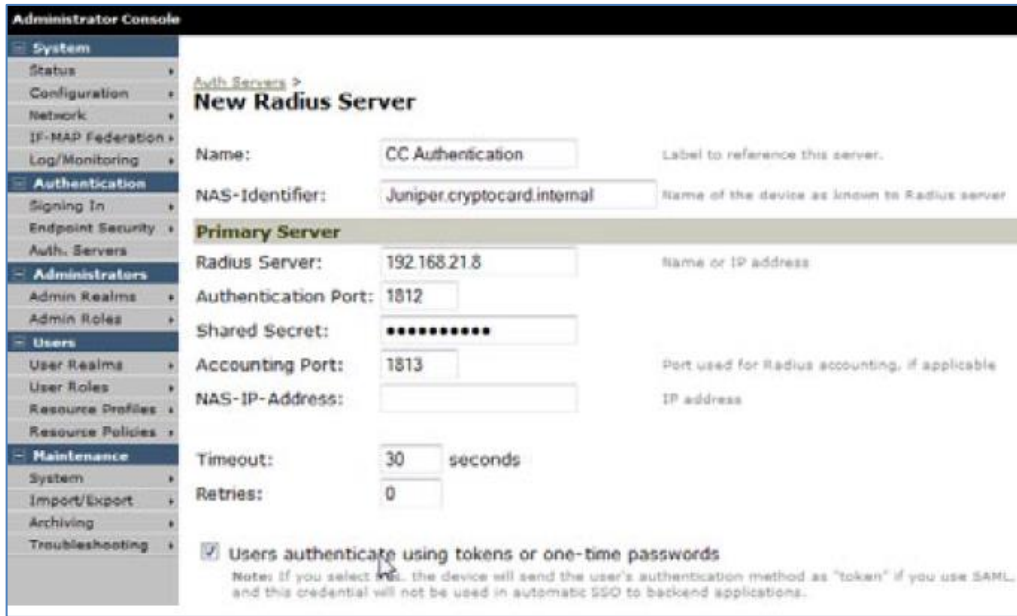 Administrator Console
System
Status
Configuration
Network
IF-MAP Federation
Log/Monitoring
Authentication
Signing In
Endpoint Security
Auth. Servers
Administrators
Admin Realms
Admin Roles
Users
User Realms
User Roles
Resource Profiles
Resource Policies
Maintenance
System
Import/Export
Archiving
Troubleshooting
Auth Servers >
New Radius Server
Name: CC Authentication Label to reference this server.
NAS-Identifier: Juniper.cryptocard.internal Name of the device as known to Radius server
Primary Server
Radius Server: 192.168.21.8 Name or IP address
Authentication Port: 1812
Shared Secret: ••••••••••
Accounting Port: 1813 Port used for Radius accounting, if applicable
NAS-IP-Address: IP address
Timeout: 30 seconds
Retries: 0
Users authenticate using tokens or one-time passwords
Note: If you select the device will send the user's authentication method as "token" if you use SAML,
and this credential will not be used in automatic SSO to backend applications.